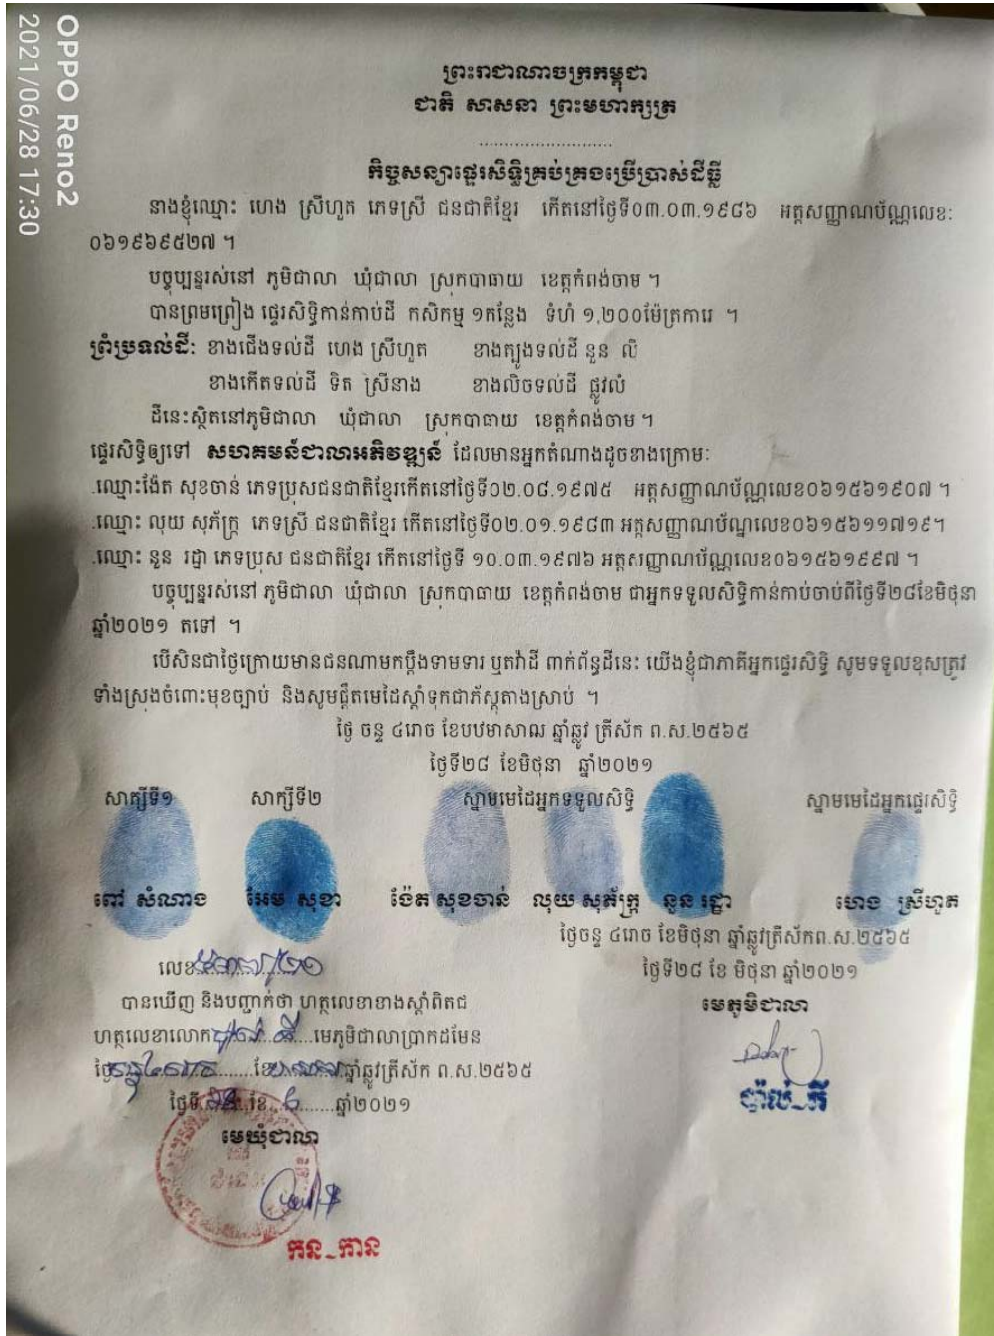 OPPO Reno2
2021/06/28 17:30
ព្រះរាជាណាចក្រកម្ពុជា
ជាតិ សាសនា ព្រះមហាក្សត្រ
កិច្ចសន្យាផ្ទេរសិទ្ធិគ្រប់គ្រងប្រើប្រាស់ដីធ្លី
នាងខ្ញុំឈ្មោះ ហេង ស្រីហួត ភេទស្រី ជនជាតិខ្មែរ កើតនៅថ្ងៃទី០៣.០៣.១៩៨៦ អត្តសញ្ញាណប័ណ្ណលេខ:
០៦១៩៦៩៥២៧ ។
បច្ចុប្បន្នរស់នៅ ភូមិជាលា ឃុំជាលា ស្រុកបាធាយ ខេត្តកំពង់ចាម ។
បានព្រមព្រៀង ផ្ទេរសិទ្ធិកាន់កាប់ដី កសិកម្ម ១កន្លែង ទំហំ ១,២០០ម៉ែត្រការេ ។
ព្រំប្រទល់ដី: ខាងជើងទល់ដី ហេង ស្រីហួត ខាងត្បូងទល់ដី នួន លី
ខាងកើតទល់ដី ទិត ស្រីនាង ខាងលិចទល់ដី ផ្លូវលំ
ដីនេះស្ថិតនៅភូមិជាលា ឃុំជាលា ស្រុកបាធាយ ខេត្តកំពង់ចាម ។
ផ្ទេរសិទ្ធិឲ្យទៅ សហគមន៍ជាលាអភិវឌ្ឍន៍ ដែលមានអ្នកតំណាងដូចខាងក្រោម:
.ឈ្មោះង៉ែត សុខចាន់ ភេទប្រុសជនជាតិខ្មែរកើតនៅថ្ងៃទី០២.០៨.១៩៧៥ អត្តសញ្ញាណប័ណ្ណលេខ០៦១៥៦១៩០៧ ។
.ឈ្មោះ លុយ សុភ័ក្ត្រ ភេទស្រី ជនជាតិខ្មែរ កើតនៅថ្ងៃទី០២.០១.១៩៨៣ អត្តសញ្ញាណប័ណ្ណលេខ០៦១៥៦១១៧១៩។
.ឈ្មោះ នួន រដ្ឋា ភេទប្រុស ជនជាតិខ្មែរ កើតនៅថ្ងៃទី ១០.០៣.១៩៧៦ អត្តសញ្ញាណប័ណ្ណលេខ០៦១៥៦១៩៩៧ ។
បច្ចុប្បន្នរស់នៅ ភូមិជាលា ឃុំជាលា ស្រុកបាធាយ ខេត្តកំពង់ចាម ជាអ្នកទទួលសិទ្ធិកាន់កាប់ចាប់ពីថ្ងៃទី២៨ខែមិថុនា
ឆ្នាំ២០២១ តទៅ ។
បើសិនជាថ្ងៃក្រោយមានជនណាមកប្តឹងទាមទារ ឬតវ៉ាដី ពាក់ព័ន្ធដីនេះ យើងខ្ញុំជាភាគីអ្នកផ្ទេរសិទ្ធិ សូមទទួលខុសត្រូវ
ទាំងស្រុងចំពោះមុខច្បាប់ និងសូមផ្តិតមេដៃស្តាំទុកជាភ័ស្តុតាងស្រាប់ ។
ថ្ងៃ ចន្ទ ៤រោច ខែបឋមាសាឍ ឆ្នាំឆ្លូវ ត្រីស័ក ព.ស.២៥៦៥
ថ្ងៃទី២៨ ខែមិថុនា ឆ្នាំ២០២១
សាក្សីទី១ សាក្សីទី២ ស្នាមមេដៃអ្នកទទួលសិទ្ធិ ស្នាមមេដៃអ្នកផ្ទេរសិទ្ធិ
ពៅ សំណាង អែម សុខា ង៉ែត សុខចាន់ លុយ សុភ័ក្ត្រ នួន រដ្ឋា ហេង ស្រីហួត
ថ្ងៃចន្ទ ៤រោច ខែមិថុនា ឆ្នាំឆ្លូវត្រីស័កព.ស.២៥៦៥
ថ្ងៃទី២៨ ខែ មិថុនា ឆ្នាំ២០២១
មេភូមិជាលា
ប៉ាល់-គី
លេខ
បានឃើញ និងបញ្ជាក់ថា ហត្ថលេខាខាងស្តាំពិតជ
ហត្ថលេខាលោក មេភូមិជាលាប្រាកដមែន
ថ្ងៃ ខែ ឆ្នាំឆ្លូវត្រីស័ក ព.ស.២៥៦៥
ថ្ងៃទី ២៨ ខែ ៦ ឆ្នាំ២០២១
មេឃុំជាលា
កន-កាន